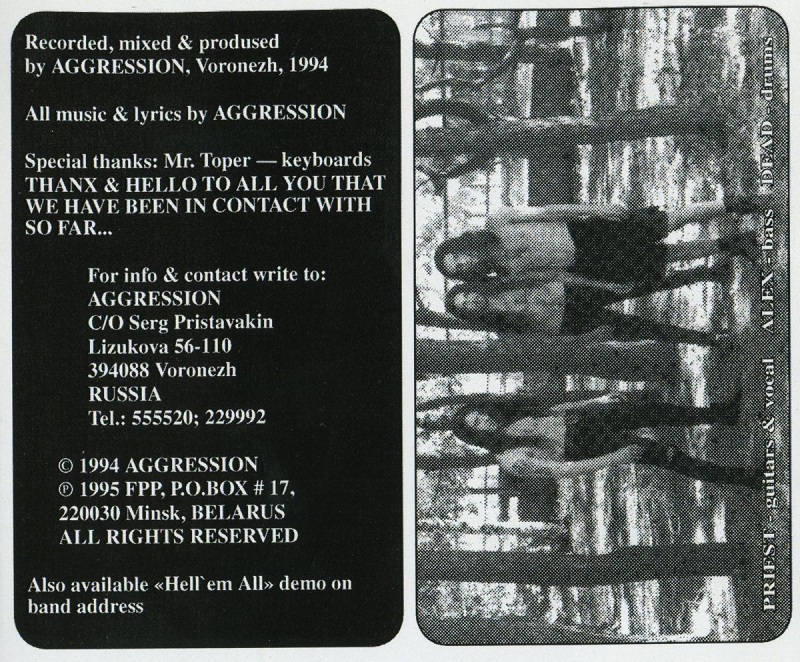 Recorded, mixed & prodused
by AGGRESSION, Voronezh, 1994
All music & lyrics by AGGRESSION
Special thanks: Mr. Toper — keyboards
THANX & HELLO TO ALL YOU THAT
WE HAVE BEEN IN CONTACT WITH
SO FAR...
For info & contact write to:
AGGRESSION
C/O Serg Pristavakin
Lizukova 56-110
394088 Voronezh
RUSSIA
Tel.: 555520; 229992
© 1994 AGGRESSION
℗ 1995 FPP, P.O.BOX # 17,
220030 Minsk, BELARUS
ALL RIGHTS RESERVED
Also available «Hell`em All» demo on
band address
PRIEST - guitars & vocal ALEX - bass DEAD - drums